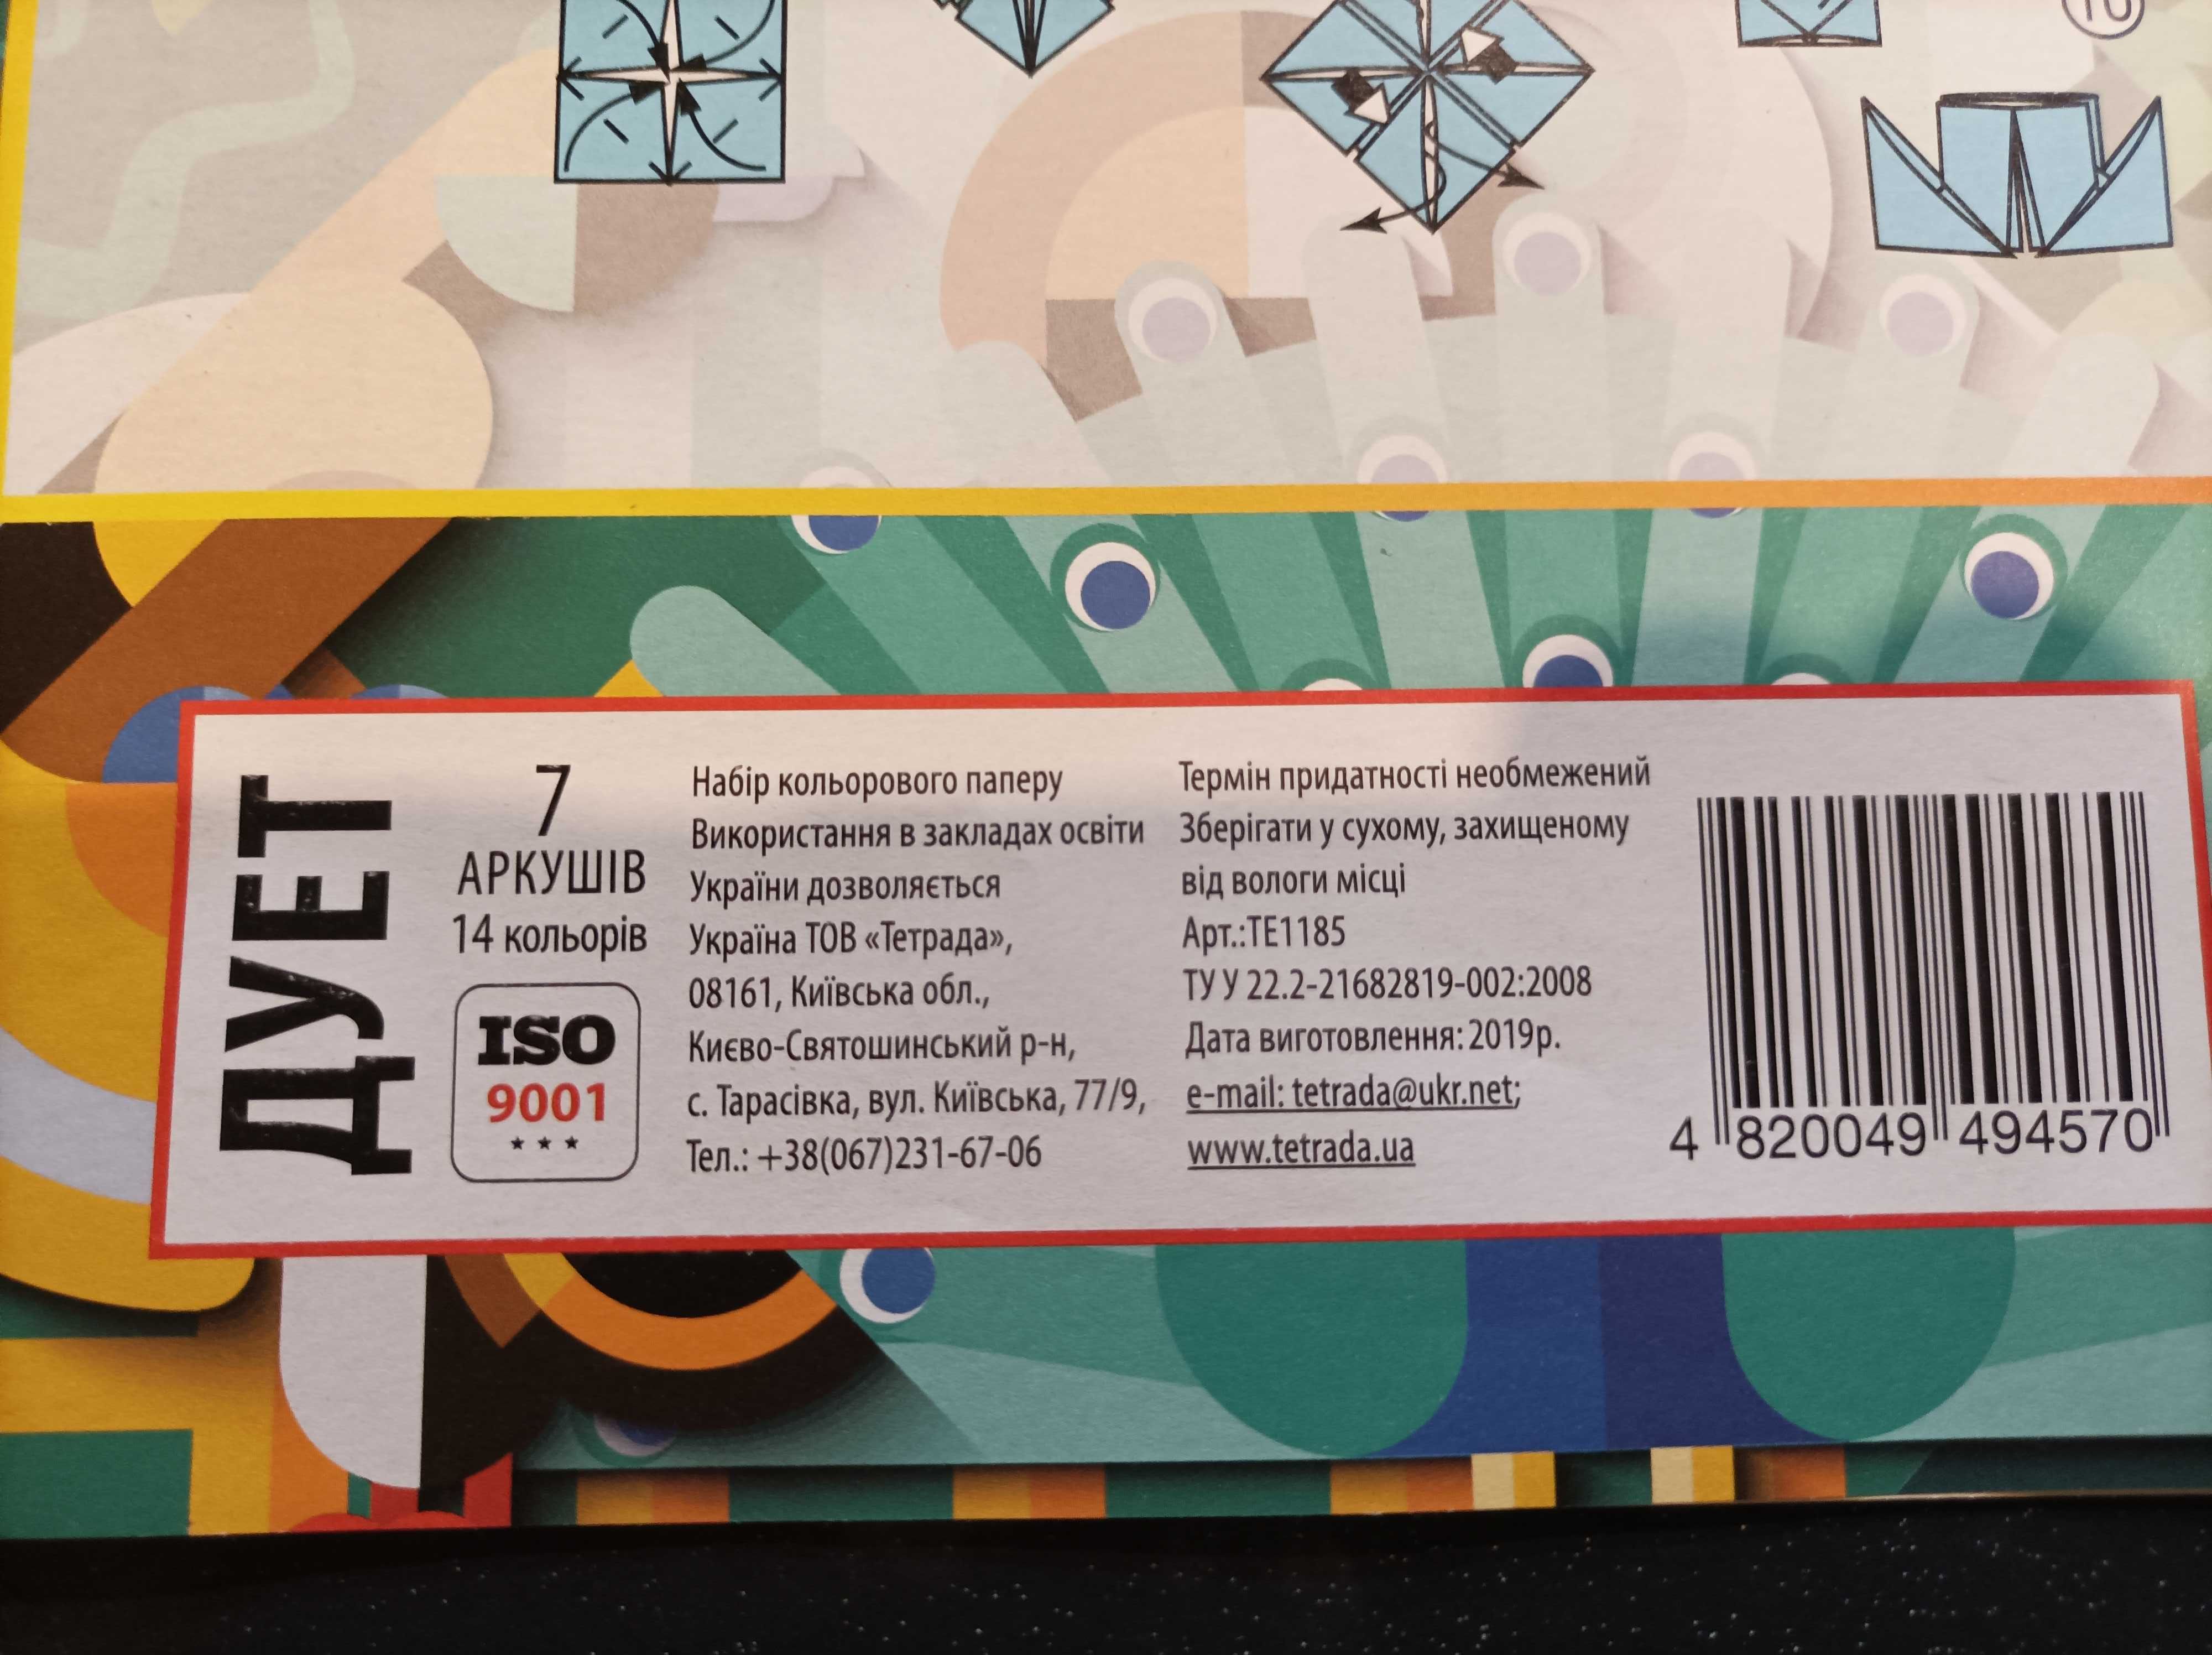 10
ДУЕТ
7
АРКУШІВ
14 кольорів
ISO
9001
Набір кольорового паперу
Використання в закладах освіти
України дозволяється
Україна ТОВ «Тетрада»,
08161, Київська обл.,
Києво-Святошинський р-н,
с. Тарасівка, вул. Київська, 77/9,
Тел.: +38(067)231-67-06
Термін придатності необмежений
Зберігати у сухому, захищеному
від вологи місці
Арт.:ТЕ1185
ТУ У 22.2-21682819-002:2008
Дата виготовлення: 2019р.
e-mail: tetrada@ukr.net;
www.tetrada.ua
4 820049 494570